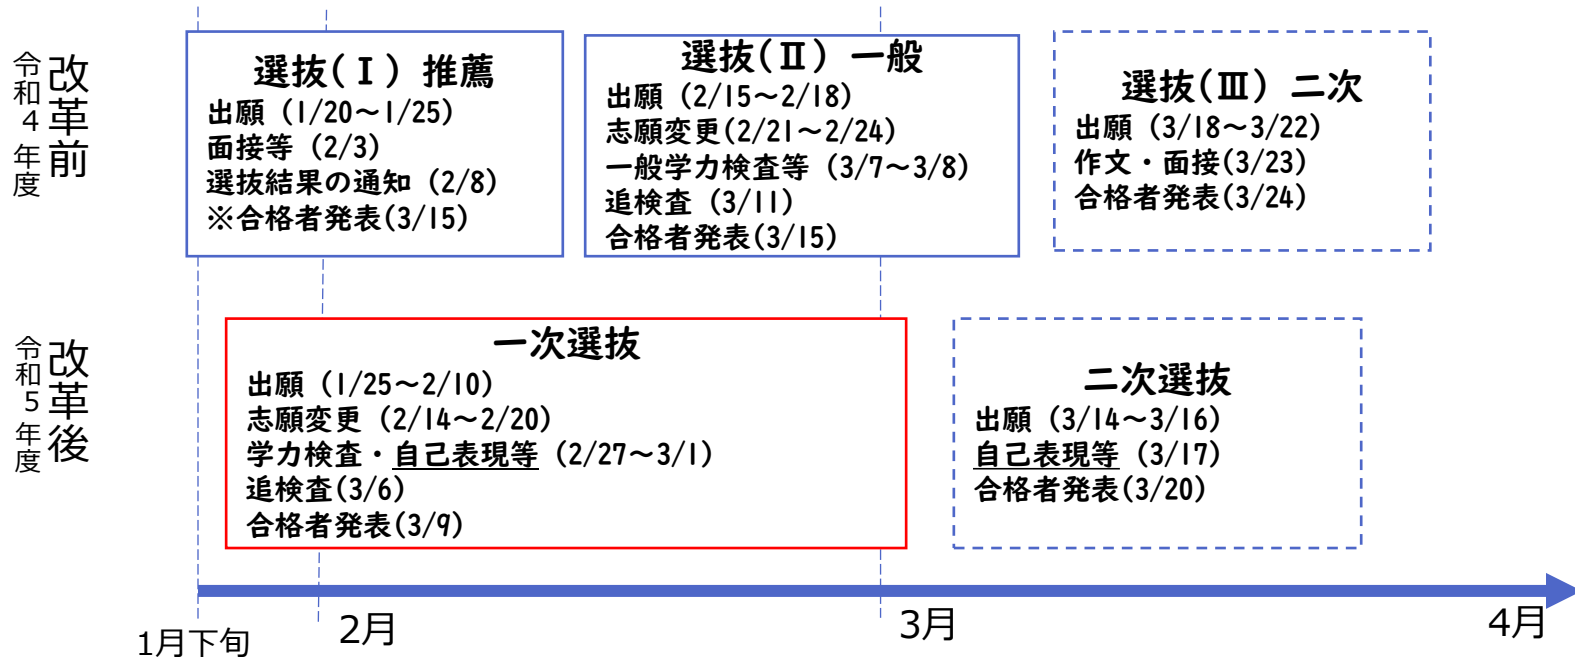 改革前
令和4年度
選抜(Ⅰ) 推薦
出願 (1/20～1/25)
面接等 (2/3)
選抜結果の通知 (2/8)
※合格者発表(3/15)
選抜(Ⅱ) 一般
出願 (2/15～2/18)
志願変更(2/21～2/24)
一般学力検査等 (3/7～3/8)
追検査 (3/11)
合格者発表(3/15)
選抜(Ⅲ) 二次
出願 (3/18～3/22)
作文・面接(3/23)
合格者発表(3/24)
改革後
令和5年度
一次選抜
出願 (1/25～2/10)
志願変更 (2/14～2/20)
学力検査・自己表現等 (2/27～3/1)
追検査(3/6)
合格者発表(3/9)
二次選抜
出願 (3/14～3/16)
自己表現等 (3/17)
合格者発表(3/20)
1月下旬
2月
3月
4月